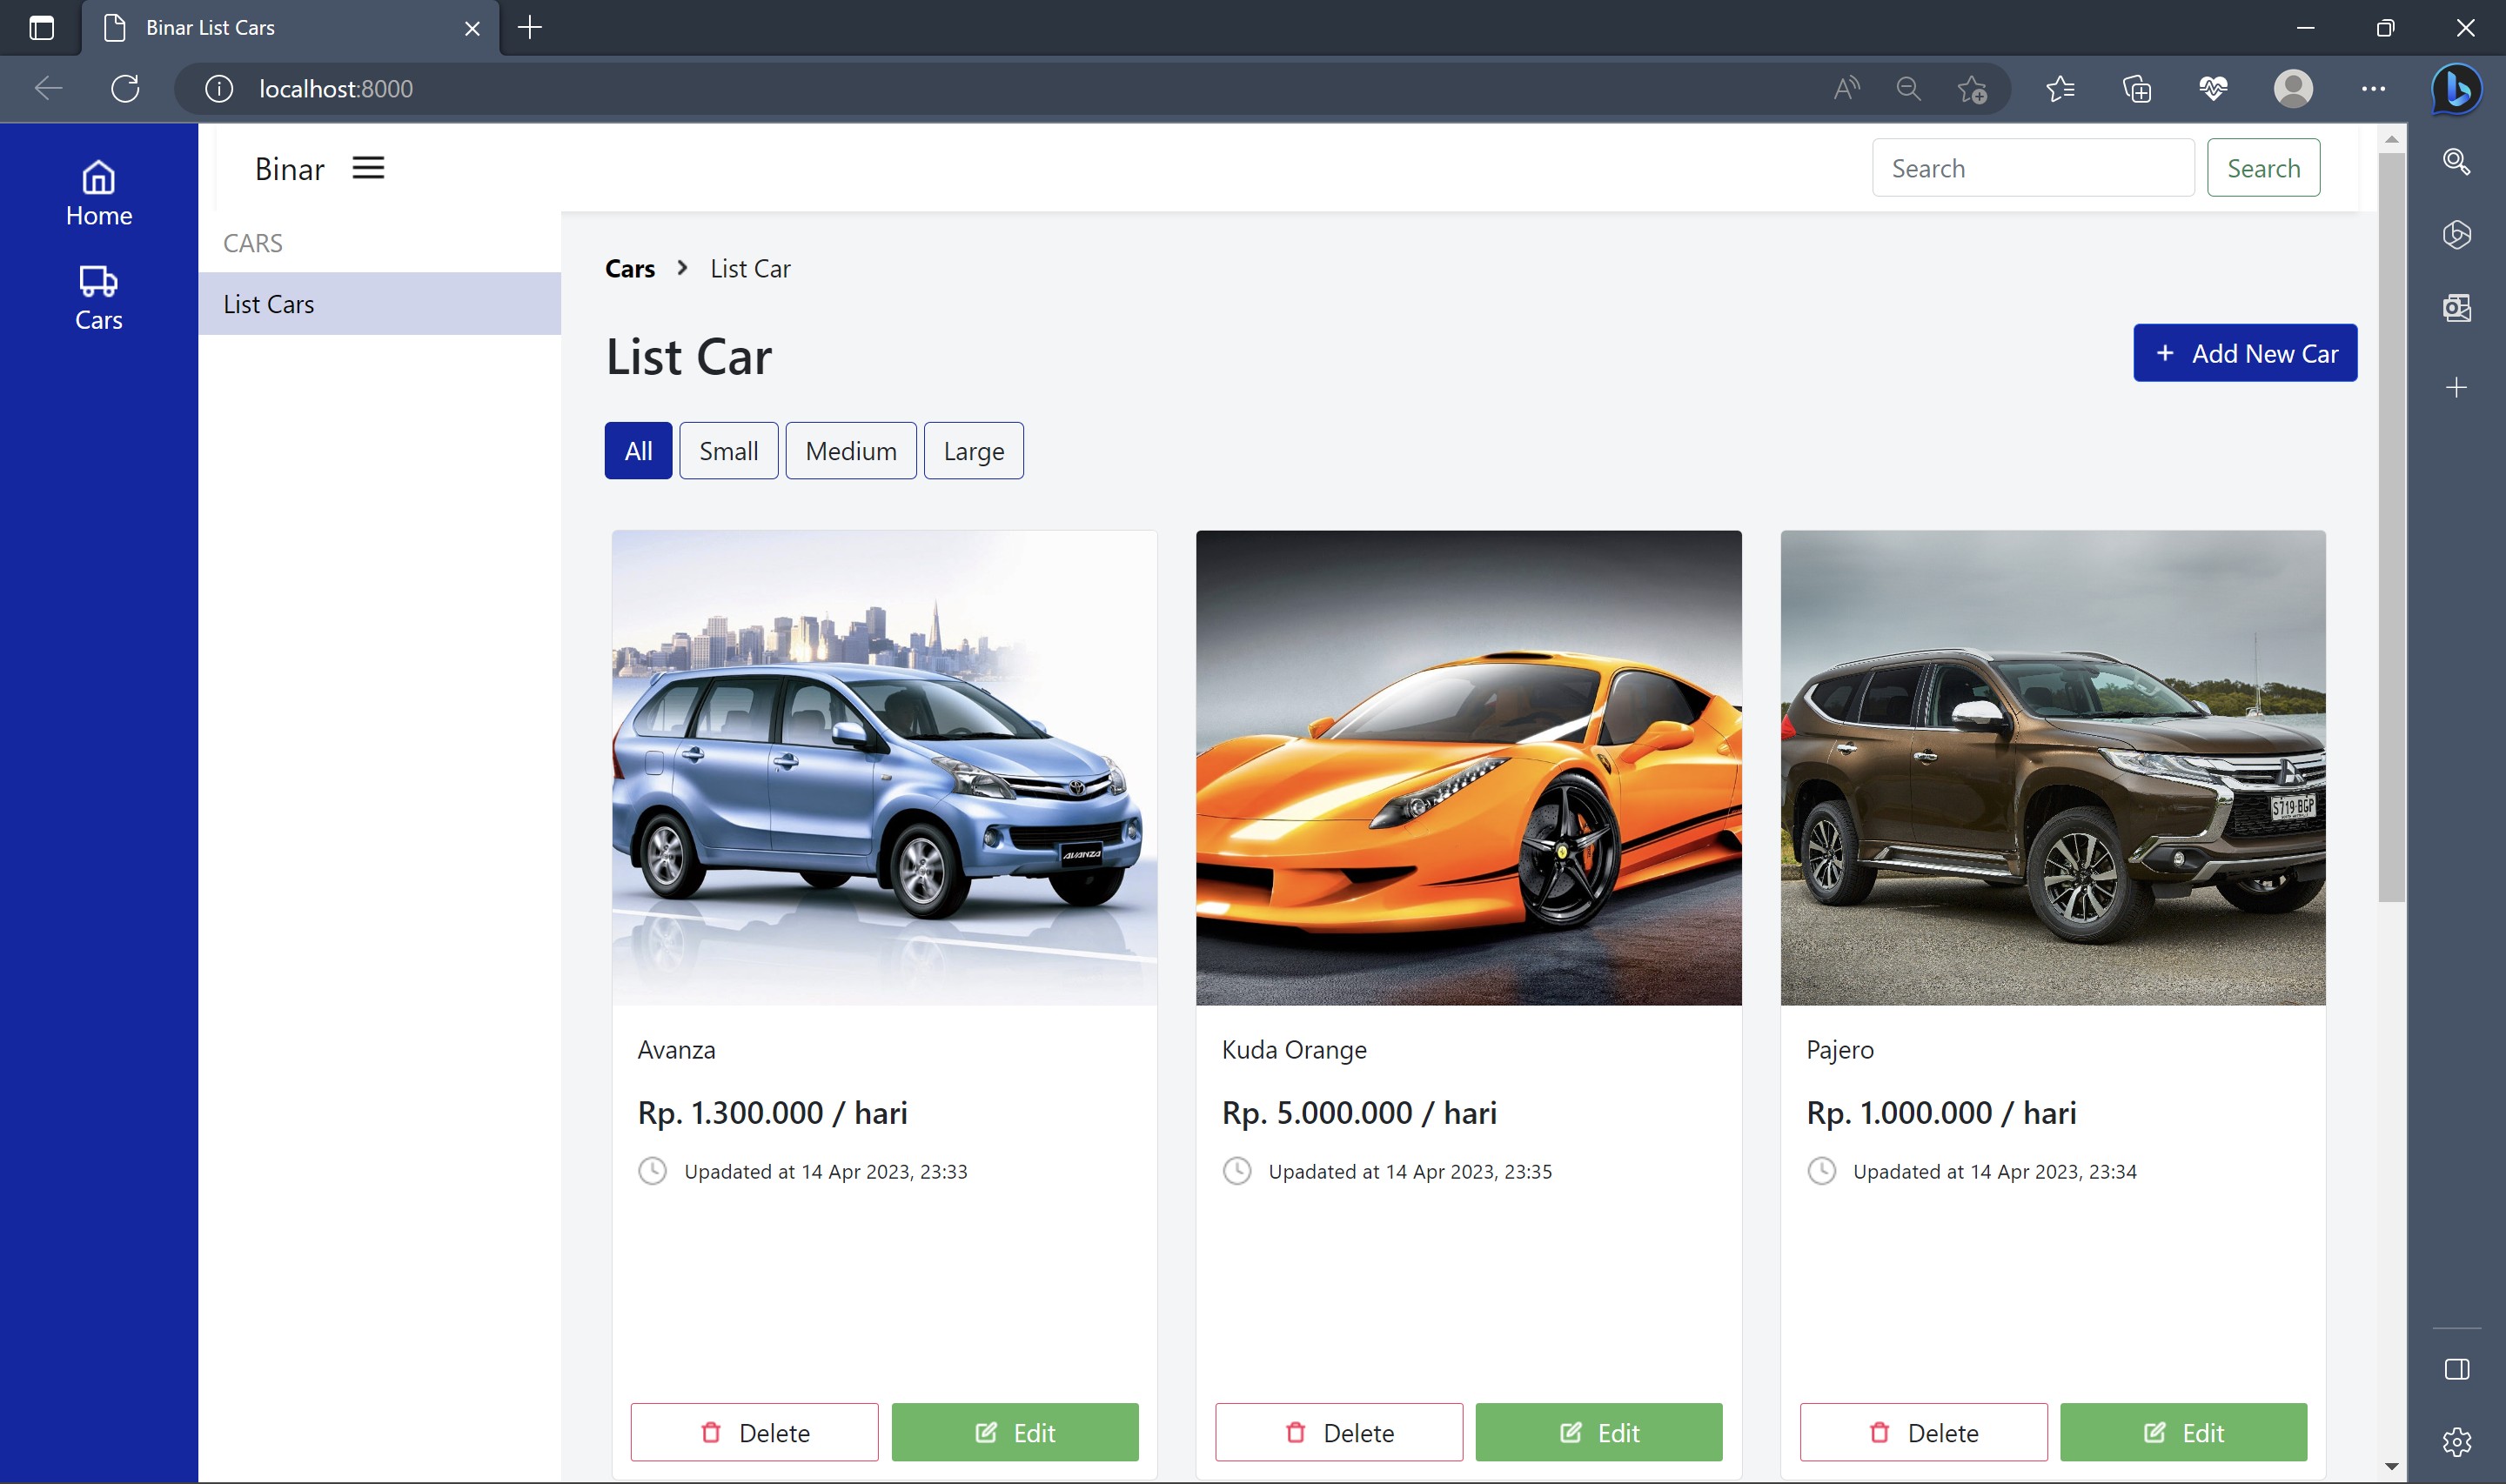 Binar List Cars
localhost:8000
Home
Cars
Binar
Search
Search
CARS
List Cars
Cars > List Car
List Car
+ Add New Car
All Small Medium Large
AVANZA
S719·BGP
Avanza
Rp. 1.300.000 / hari
Upadated at 14 Apr 2023, 23:33
Delete
Edit
Kuda Orange
Rp. 5.000.000 / hari
Upadated at 14 Apr 2023, 23:35
Delete
Edit
Pajero
Rp. 1.000.000 / hari
Upadated at 14 Apr 2023, 23:34
Delete
Edit